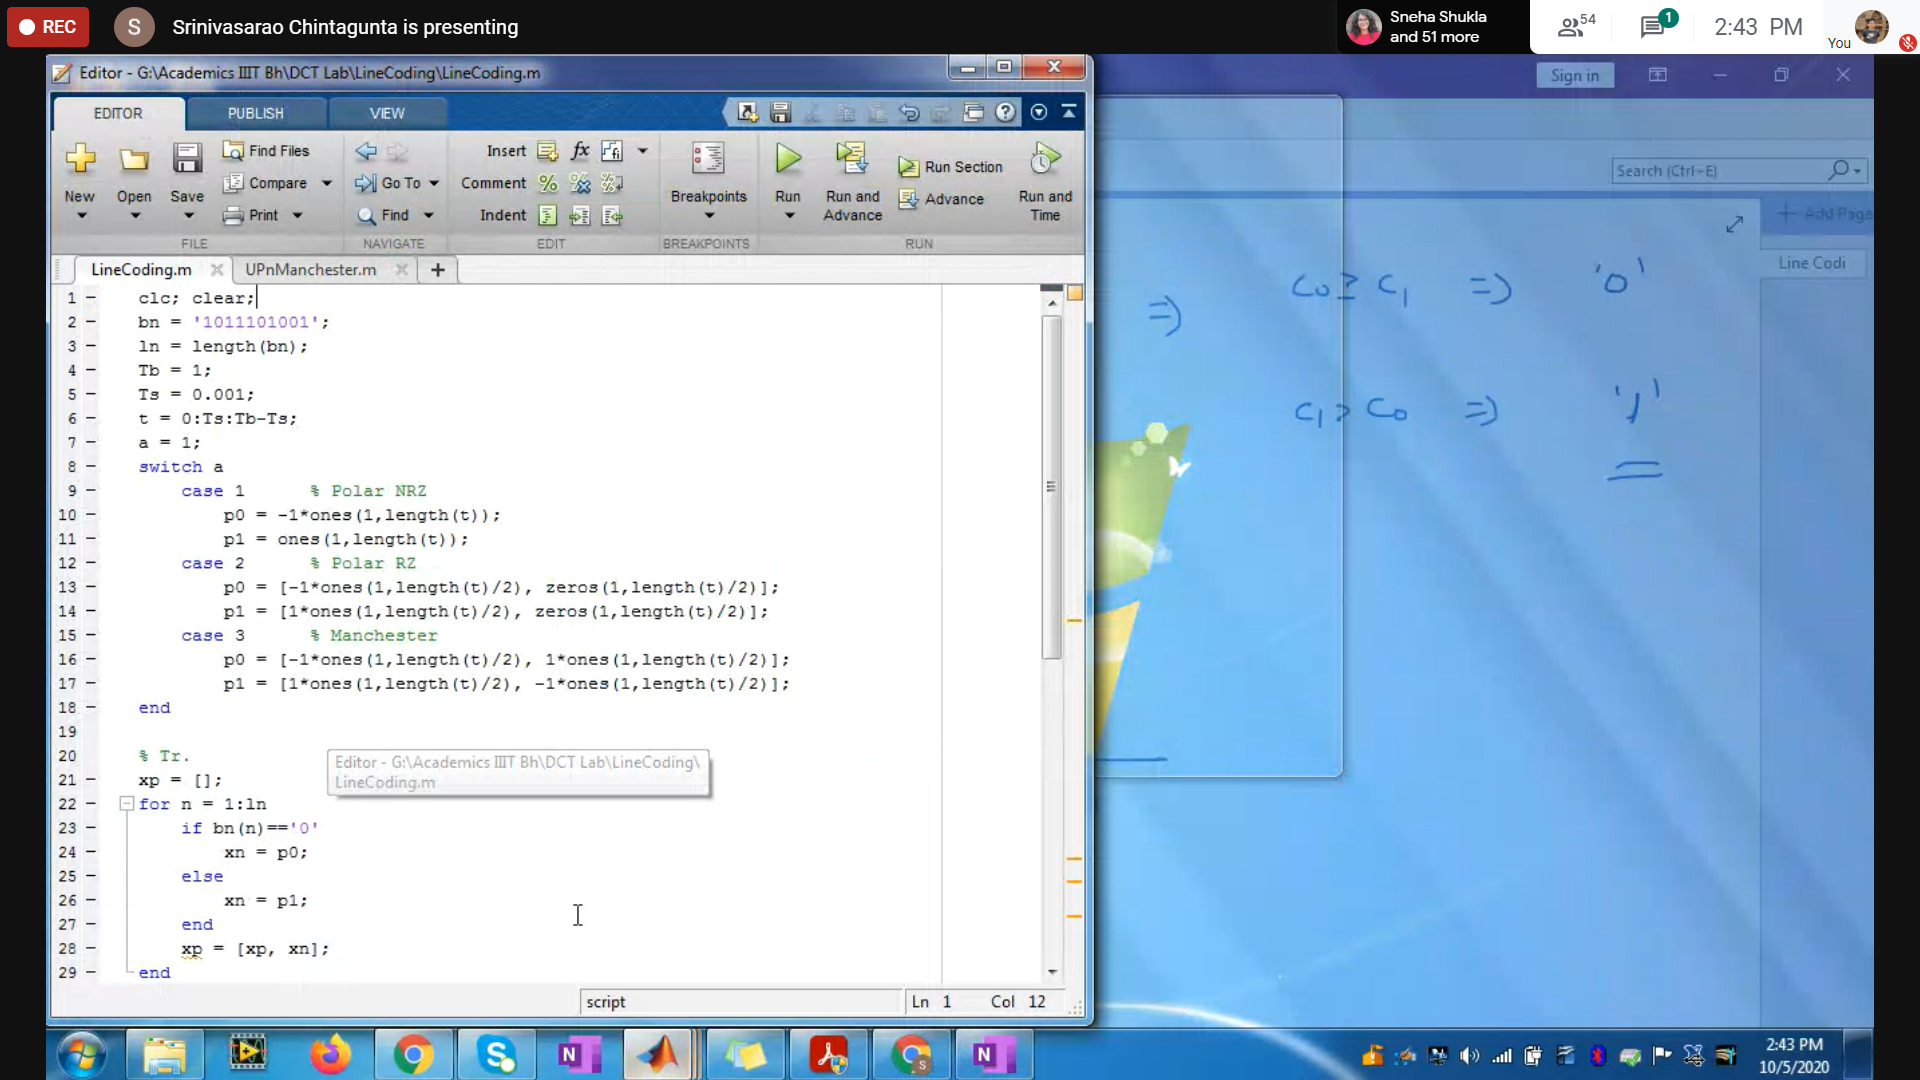 REC
S
Srinivasarao Chintagunta is presenting
Sneha Shukla
and 51 more
54
1
2:43 PM
You
Editor - G:\Academics IIIT Bh\DCT Lab\LineCoding\LineCoding.m
Sign in
EDITOR
PUBLISH
VIEW
New
Open
Save
Find Files
Compare
Print
Go To
Find
Insert
fx
Comment
Indent
Breakpoints
Run
Run and
Advance
Run Section
Advance
Run and
Time
FILE
NAVIGATE
EDIT
BREAKPOINTS
RUN
Search (Ctrl+E)
Add Page
LineCoding.m
UPnManchester.m
Line Codi
1 clc; clear;
2 bn = '1011101001';
3 ln = length(bn);
4 Tb = 1;
5 Ts = 0.001;
6 t = 0:Ts:Tb-Ts;
7 a = 1;
8 switch a
9 case 1 % Polar NRZ
10 p0 = -1*ones(1,length(t));
11 p1 = ones(1,length(t));
12 case 2 % Polar RZ
13 p0 = [-1*ones(1,length(t)/2), zeros(1,length(t)/2)];
14 p1 = [1*ones(1,length(t)/2), zeros(1,length(t)/2)];
15 case 3 % Manchester
16 p0 = [-1*ones(1,length(t)/2), 1*ones(1,length(t)/2)];
17 p1 = [1*ones(1,length(t)/2), -1*ones(1,length(t)/2)];
18 end
19
20 % Tr.
21 xp = [];
22 for n = 1:ln
23 if bn(n)=='0'
24 xn = p0;
25 else
26 xn = p1;
27 end
28 xp = [xp, xn];
29 end
Editor - G:\Academics IIIT Bh\DCT Lab\LineCoding\
LineCoding.m
=> C0 ≥ C1 => '0'
C1 > C0 => '1'
script
Ln 1 Col 12
2:43 PM
10/5/2020